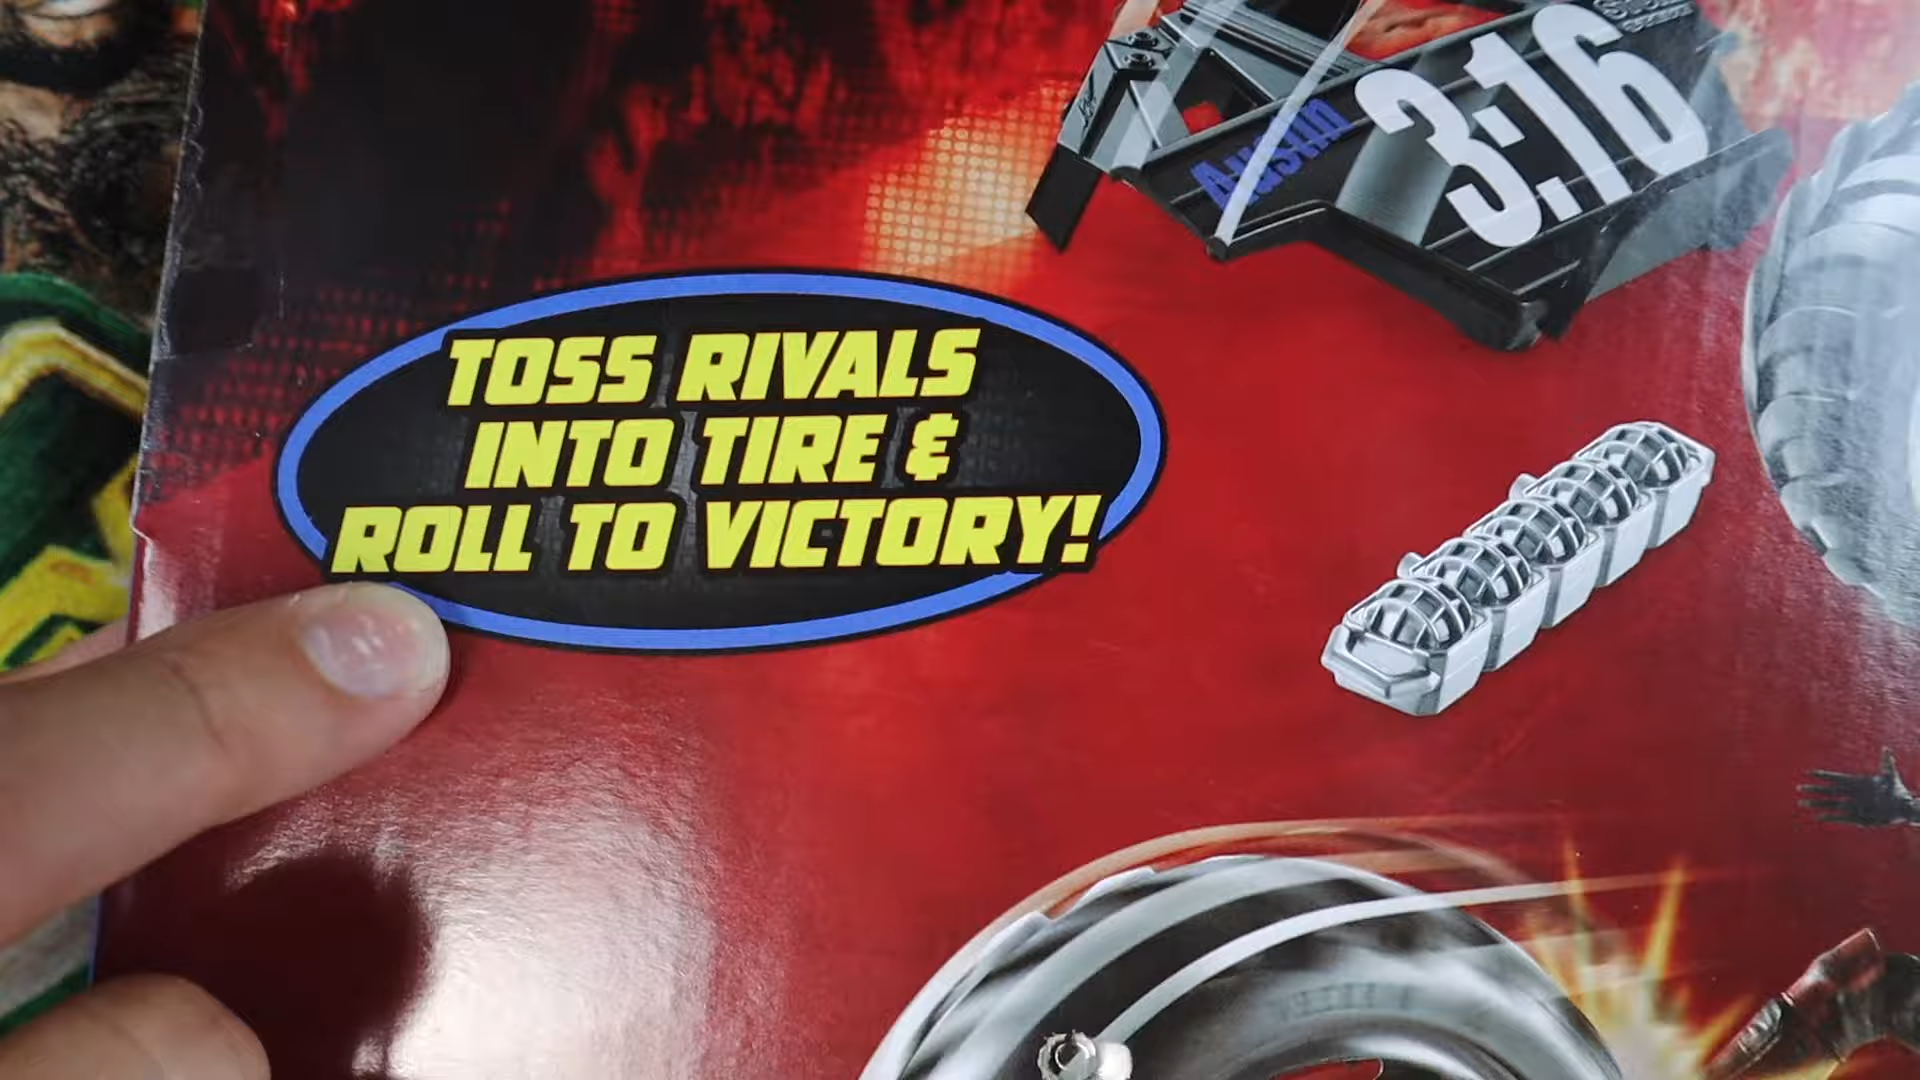 3:16
Austin
TOSS RIVALS
INTO TIRE &
ROLL TO VICTORY!